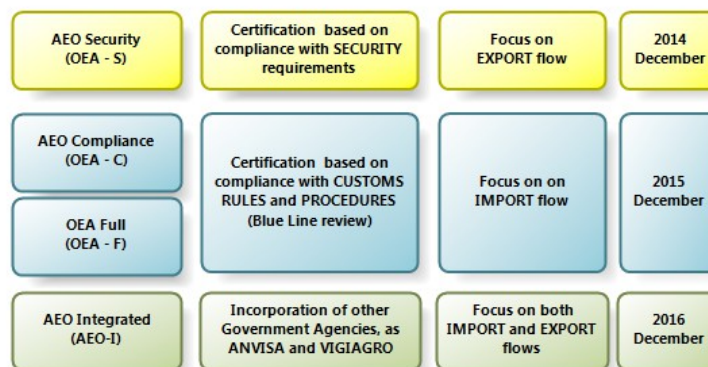 AEO Security
(OEA - S)
Certification based on
compliance with SECURITY
requirements
Focus on
EXPORT flow
2014
December
AEO Compliance
(OEA - C)
OEA Full
(OEA - F)
Certification based on
compliance with CUSTOMS
RULES and PROCEDURES
(Blue Line review)
Focus on on
IMPORT flow
2015
December
AEO Integrated
(AEO-I)
Incorporation of other
Government Agencies, as
ANVISA and VIGIAGRO
Focus on both
IMPORT and EXPORT
flows
2016
December